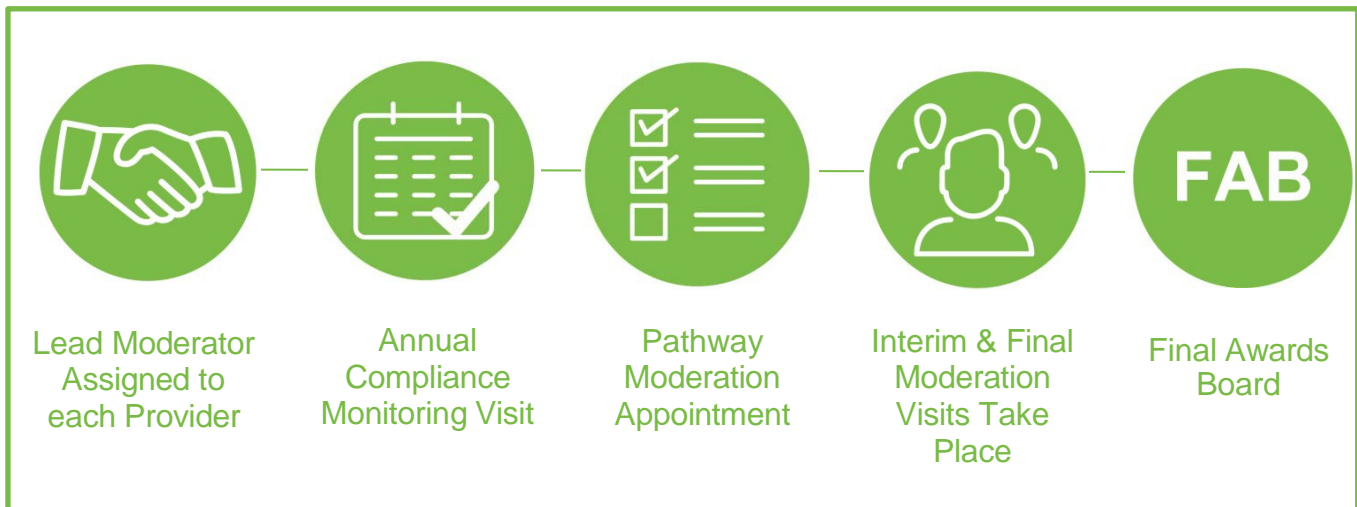 FAB
Lead Moderator
Assigned to
each Provider
Annual
Compliance
Monitoring Visit
Pathway
Moderation
Appointment
Interim & Final
Moderation
Visits Take
Place
Final Awards
Board